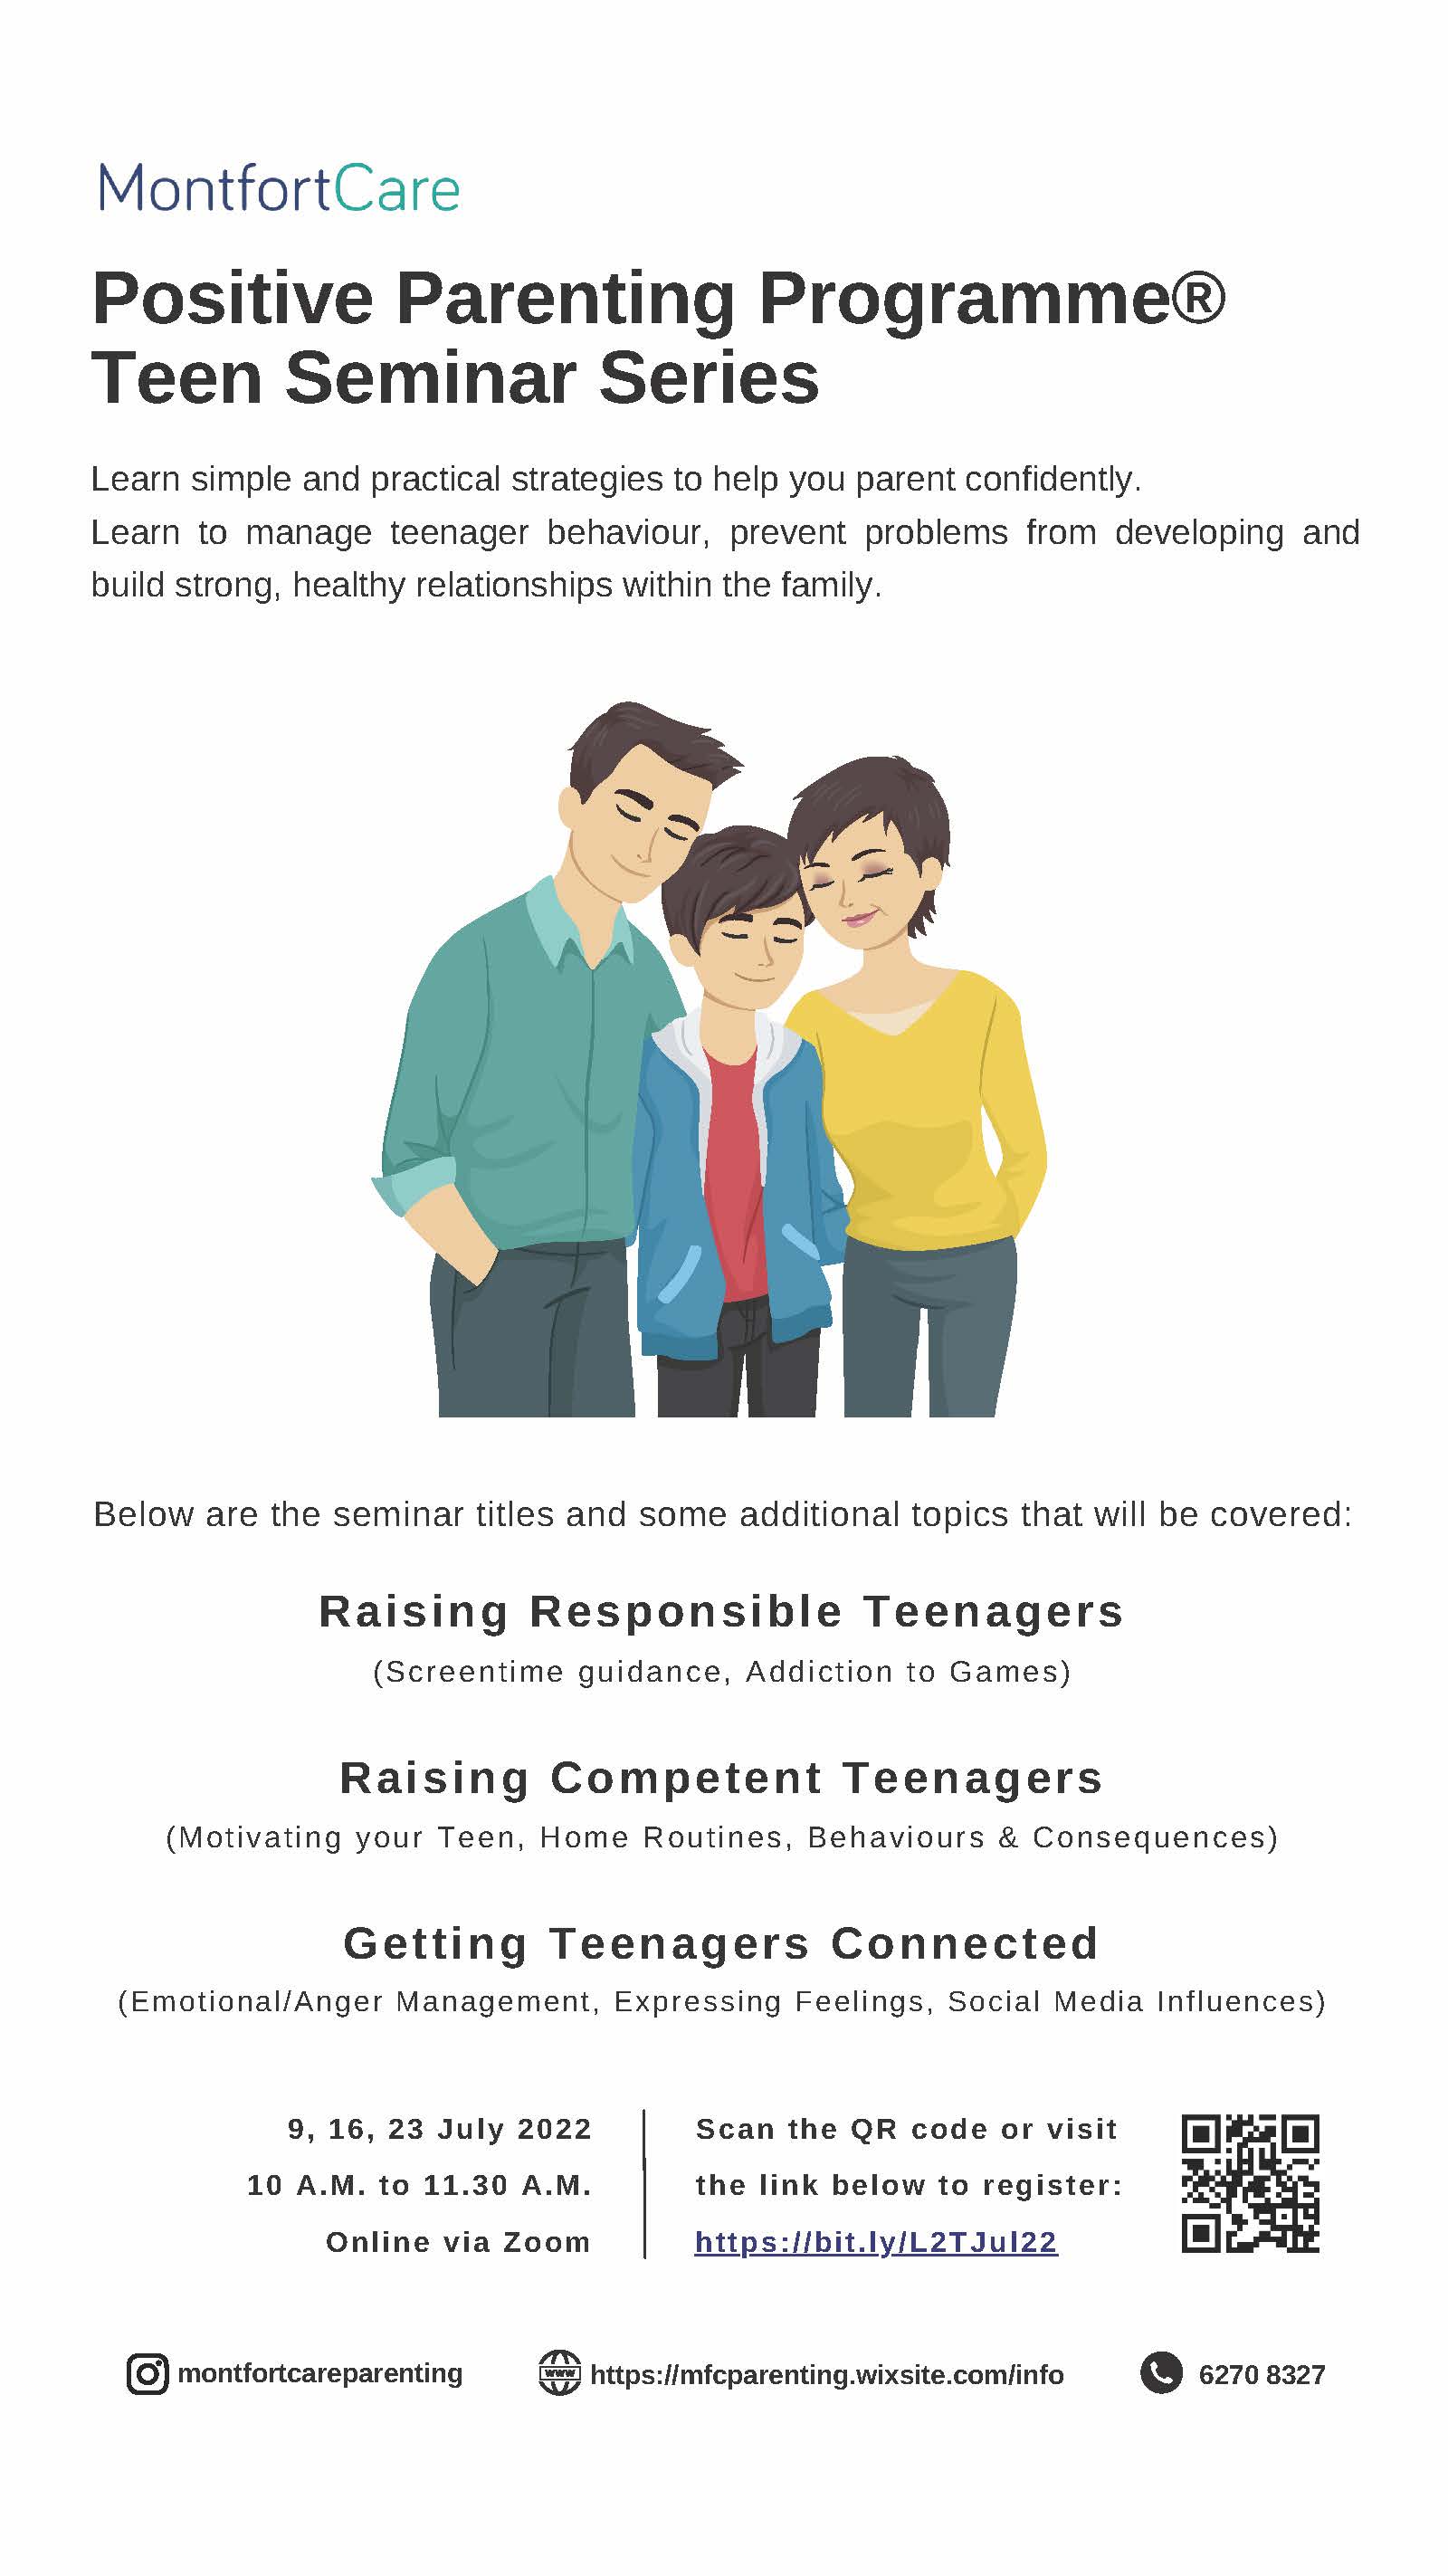 MontfortCare
Positive Parenting Programme®
Teen Seminar Series
Learn simple and practical strategies to help you parent confidently.
Learn to manage teenager behaviour, prevent problems from developing and
build strong, healthy relationships within the family.
Below are the seminar titles and some additional topics that will be covered:
Raising Responsible Teenagers
(Screentime guidance, Addiction to Games)
Raising Competent Teenagers
(Motivating your Teen, Home Routines, Behaviours & Consequences)
Getting Teenagers Connected
(Emotional/Anger Management, Expressing Feelings, Social Media Influences)
9, 16, 23 July 2022
10 A.M. to 11.30 A.M.
Online via Zoom
Scan the QR code or visit
the link below to register:
https://bit.ly/L2TJul22
montfortcareparenting
www
https://mfcparenting.wixsite.com/info
6270 8327